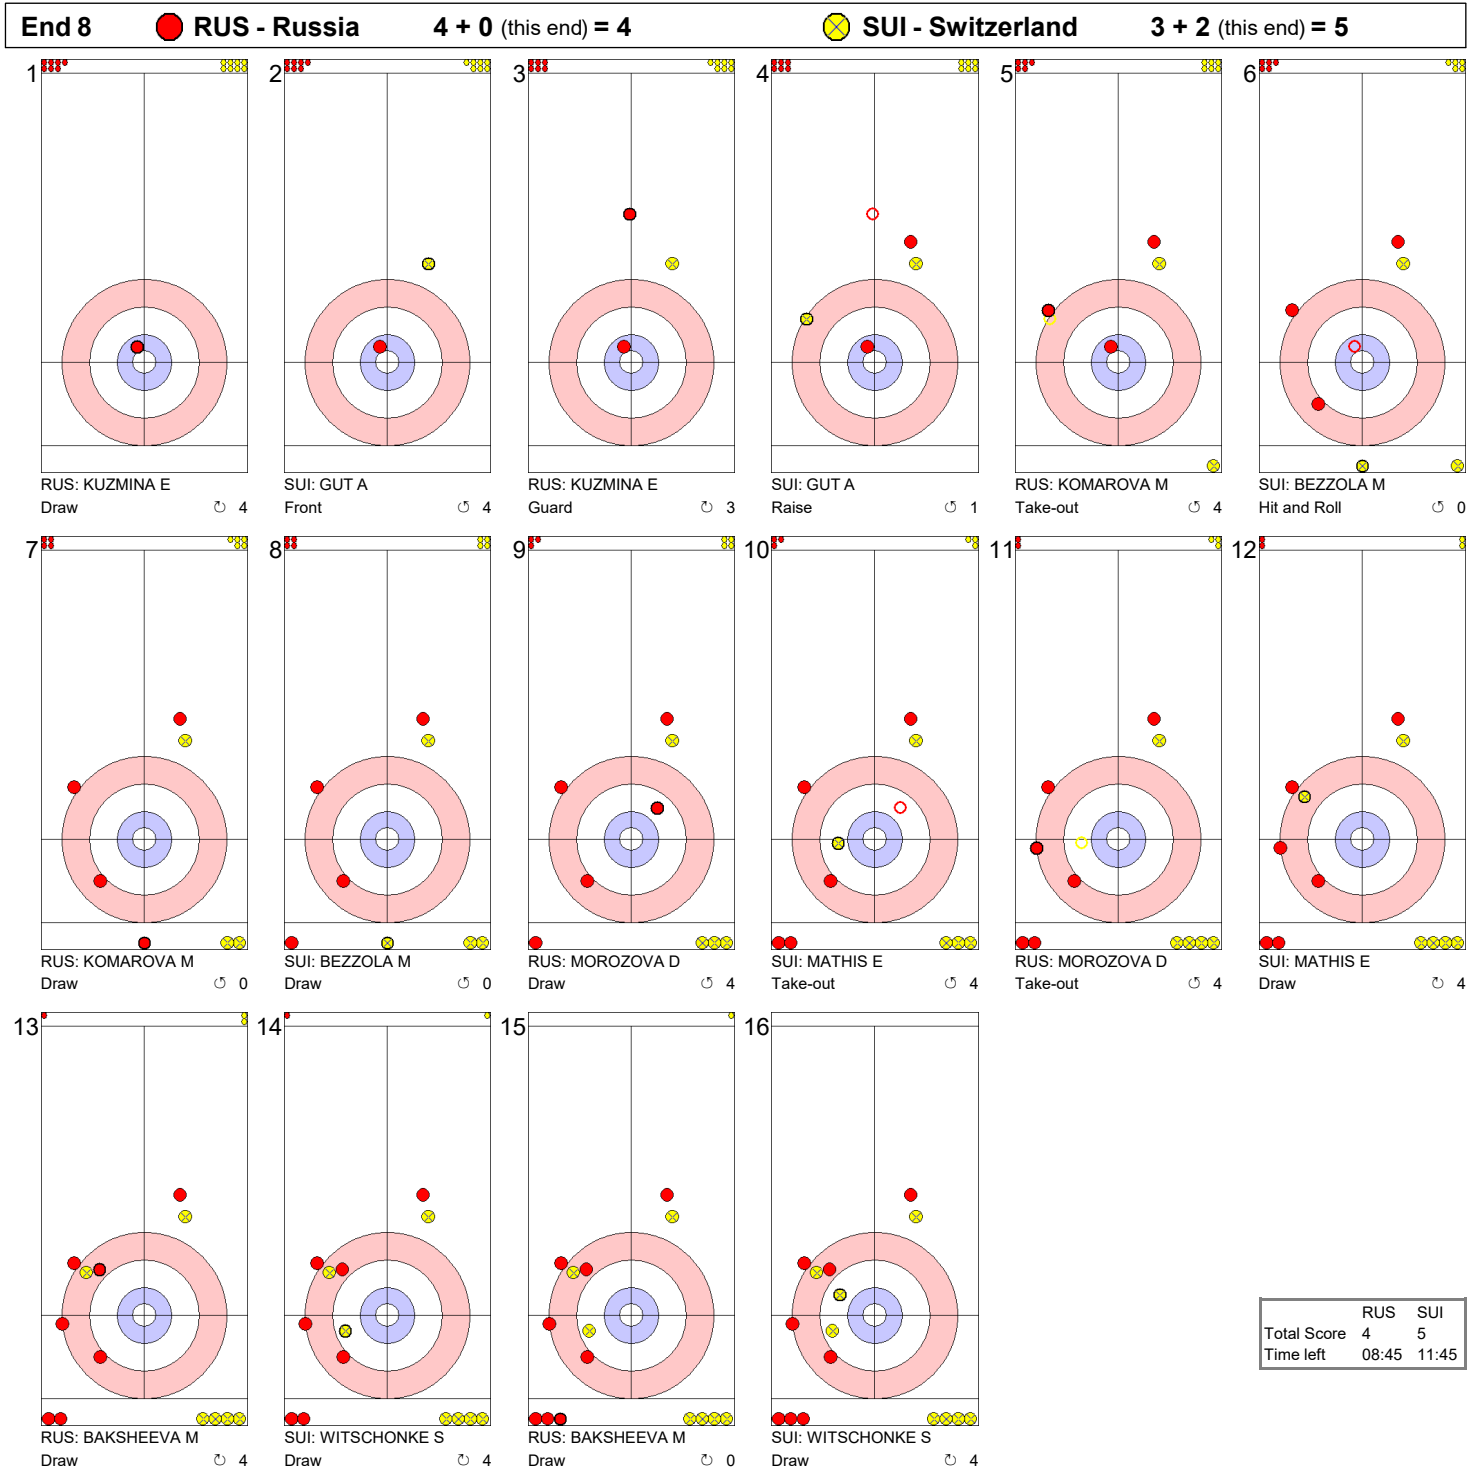 End 8 RUS - Russia 4 + 0 (this end) = 4 SUI - Switzerland 3 + 2 (this end) = 5
1 2 3 4 5 6
RUS: KUZMINA E SUI: GUT A RUS: KUZMINA E SUI: GUT A RUS: KOMAROVA M SUI: BEZZOLA M
Draw ↻ 4 Front ↺ 4 Guard ↻ 3 Raise ↺ 1 Take-out ↺ 4 Hit and Roll ↺ 0
7 8 9 10 11 12
RUS: KOMAROVA M SUI: BEZZOLA M RUS: MOROZOVA D SUI: MATHIS E RUS: MOROZOVA D SUI: MATHIS E
Draw ↺ 0 Draw ↺ 0 Draw ↺ 4 Take-out ↺ 4 Take-out ↺ 4 Draw ↻ 4
13 14 15 16
RUS SUI
Total Score 4 5
Time left 08:45 11:45
RUS: BAKSHEEVA M SUI: WITSCHONKE S RUS: BAKSHEEVA M SUI: WITSCHONKE S
Draw ↻ 4 Draw ↻ 4 Draw ↻ 0 Draw ↻ 4